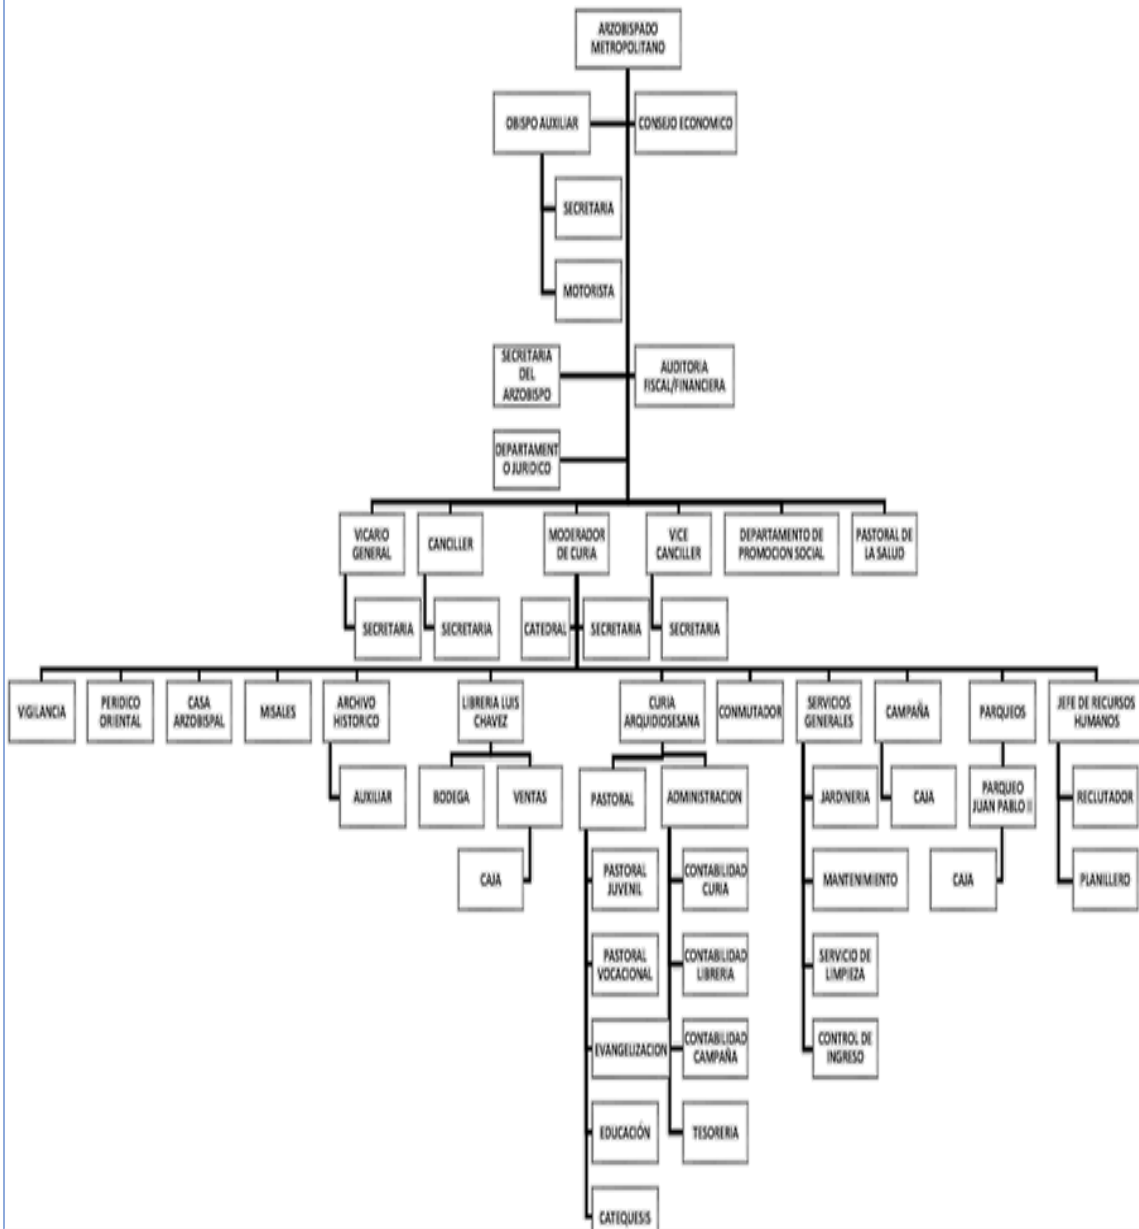 ARZOBISPADO
METROPOLITANO
OBISPO AUXILIAR
CONSEJO ECONOMICO
SECRETARIA
MOTORISTA
SECRETARIA
DEL
ARZOBISPO
AUDITORIA
FISCAL/FINANCIERA
DEPARTAMENT
O JURIDICO
VICARIO
GENERAL
CANCILLER
MODERADOR
DE CURIA
VICE
CANCILLER
DEPARTAMENTO DE
PROMOCION SOCIAL
PASTORAL DE
LA SALUD
SECRETARIA
SECRETARIA
CATEDRAL
SECRETARIA
SECRETARIA
VIGILANCIA
PERIDICO
ORIENTAL
CASA
ARZOBISPAL
MISALES
ARCHIVO
HISTORICO
LIBRERIA LUIS
CHAVEZ
CURIA
ARQUIDIOSESANA
CONMUTADOR
SERVICIOS
GENERALES
CAMPAÑA
PARQUEOS
JEFE DE RECURSOS
HUMANOS
AUXILIAR
BODEGA
VENTAS
PASTORAL
ADMINISTRACION
JARDINERIA
CAJA
PARQUEO
JUAN PABLO II
RECLUTADOR
CAJA
PASTORAL
JUVENIL
CONTABILIDAD
CURIA
MANTENIMIENTO
CAJA
PLANILLERO
PASTORAL
VOCACIONAL
CONTABILIDAD
LIBRERIA
SERVICIO DE
LIMPIEZA
EVANGELIZACION
CONTABILIDAD
CAMPAÑA
CONTROL DE
INGRESO
EDUCACIÓN
TESORERIA
CATEQUESIS